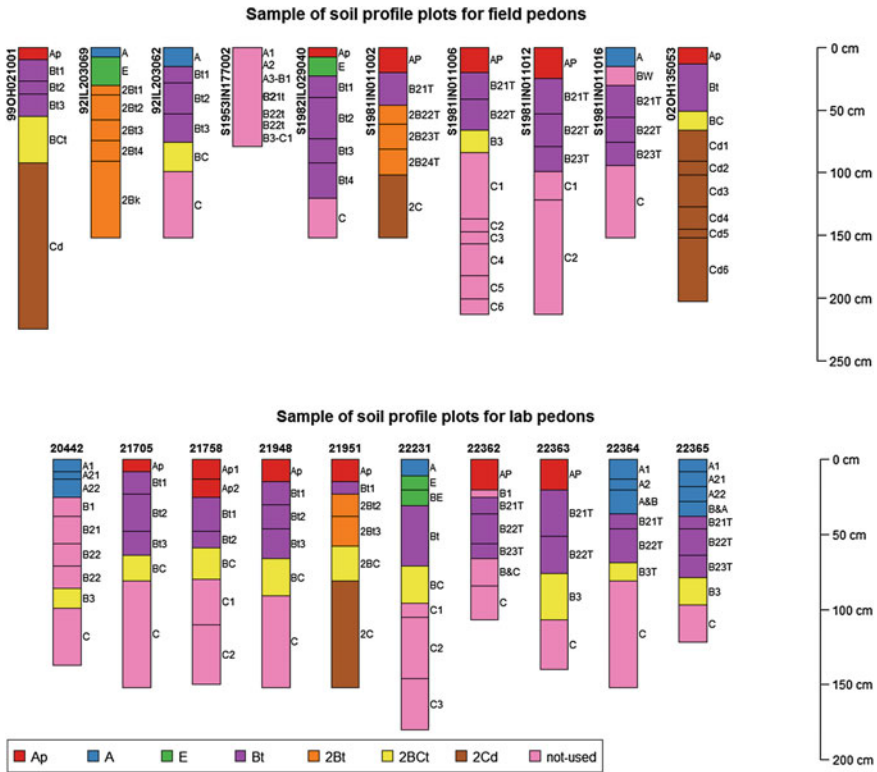 Sample of soil profile plots for field pedons
99OH021001
Ap
Bt1
Bt2
Bt3
BCt
Cd
92IL203069
A
E
2Bt1
2Bt2
2Bt3
2Bt4
2Bk
92IL203062
A
Bt1
Bt2
Bt3
BC
C
S1953IN177002
A1
A2
A3-B1
B21t
B22t
B22t
B3-C1
S1982IL029040
Ap
E
Bt1
Bt2
Bt3
Bt4
C
S1981IN011002
AP
B21T
2B22T
2B23T
2B24T
2C
S1981IN011006
AP
B21T
B22T
B3
C1
C2
C3
C4
C5
C6
S1981IN011012
AP
B21T
B22T
B23T
C1
C2
S1981IN011016
A
BW
B21T
B22T
B23T
C
02OH135053
Ap
Bt
BC
Cd1
Cd2
Cd3
Cd4
Cd5
Cd6
0 cm
50 cm
100 cm
150 cm
200 cm
250 cm
Sample of soil profile plots for lab pedons
20442
A1
A21
A22
B1
B21
B22
B22
B3
C
21705
Ap
Bt1
Bt2
Bt3
BC
C
21758
Ap1
Ap2
Bt1
Bt2
BC
C1
C2
21948
Ap
Bt1
Bt2
Bt3
BC
C
21951
Ap
Bt1
2Bt2
2Bt3
2BC
2C
22231
A
E
BE
Bt
BC
C1
C2
C3
22362
AP
B1
B21T
B22T
B23T
B&C
C
22363
AP
B21T
B22T
B3
C
22364
A1
A2
A&B
B21T
B22T
B3T
C
22365
A1
A21
A22
B&A
B21T
B22T
B23T
B3
C
0 cm
50 cm
100 cm
150 cm
200 cm
Ap A E Bt 2Bt 2BCt 2Cd not-used